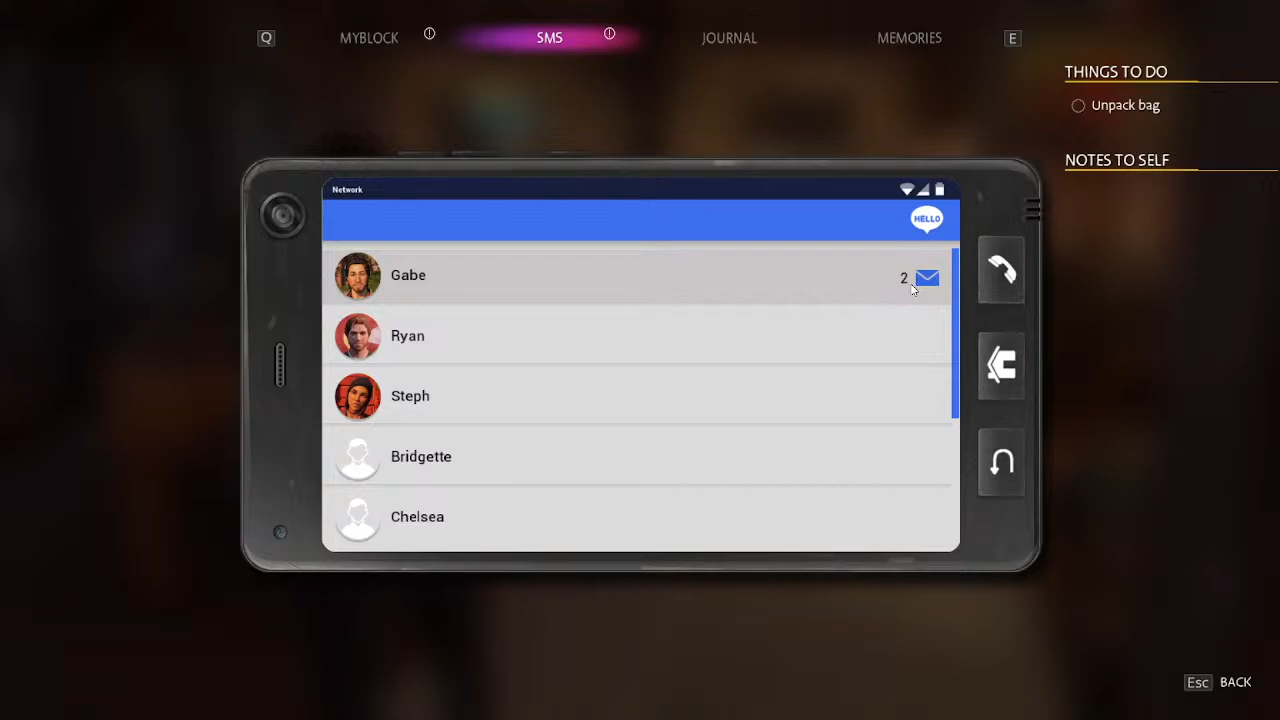 Q MYBLOCK SMS JOURNAL MEMORIES E
THINGS TO DO
Unpack bag
NOTES TO SELF
Network
HELLO
Gabe 2
Ryan
Steph
Bridgette
Chelsea
Esc BACK